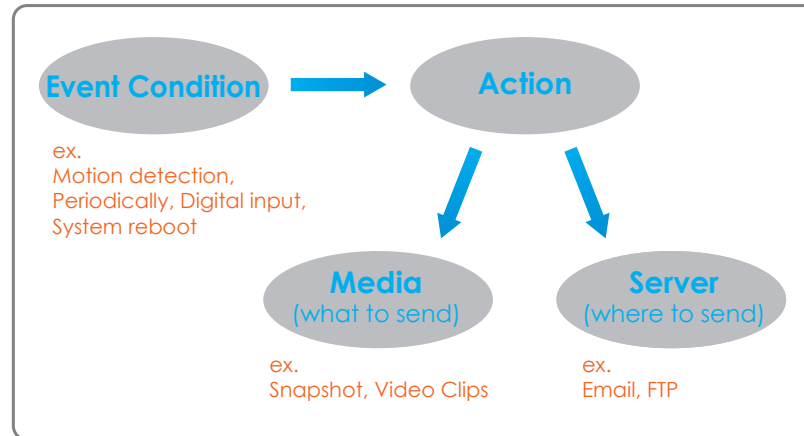 Event Condition
Action
ex.
Motion detection,
Periodically, Digital input,
System reboot
Media
(what to send)
Server
(where to send)
ex.
Snapshot, Video Clips
ex.
Email, FTP